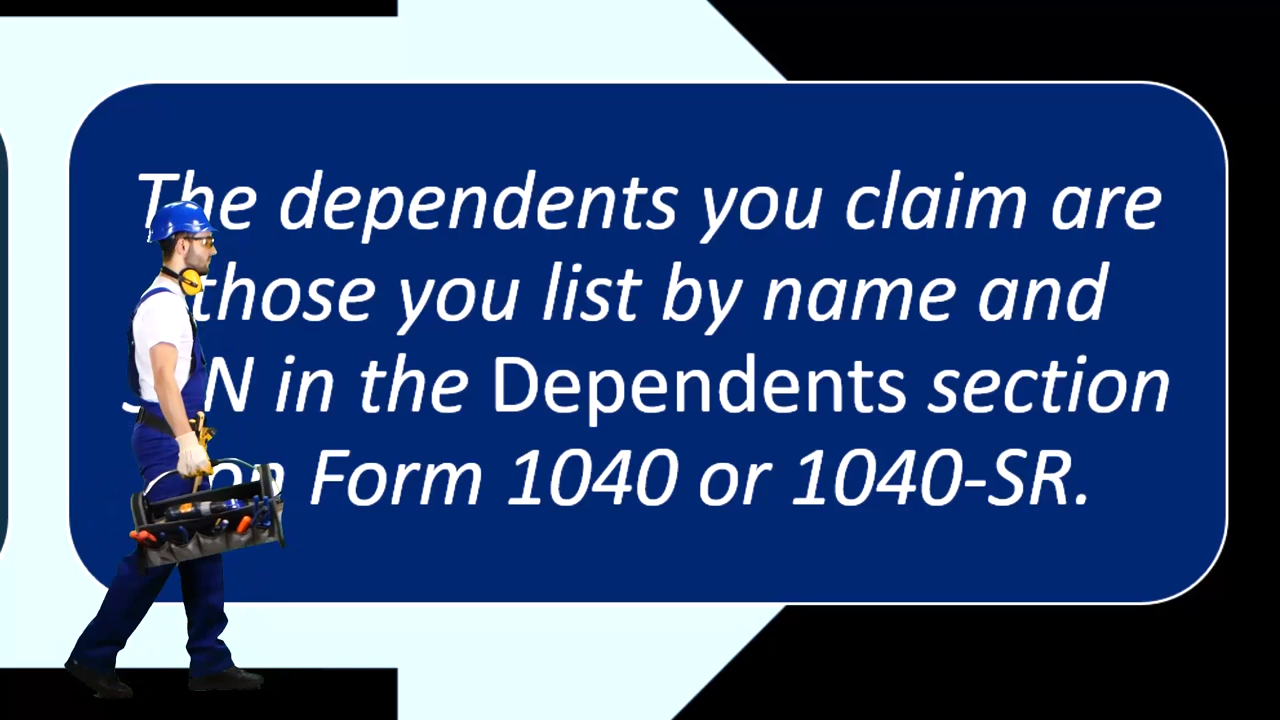 The dependents you claim are
those you list by name and
in the Dependents section
on Form 1040 or 1040-SR.